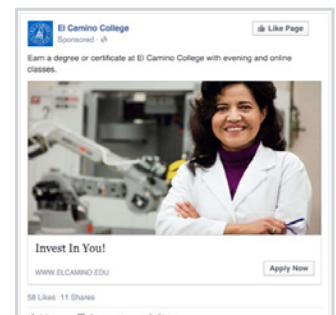 El Camino College
Sponsored ·
Like Page
Earn a degree or certificate at El Camino College with evening and online
classes.
Invest In You!
WWW.ELCAMINO.EDU
Apply Now
58 Likes 11 Shares